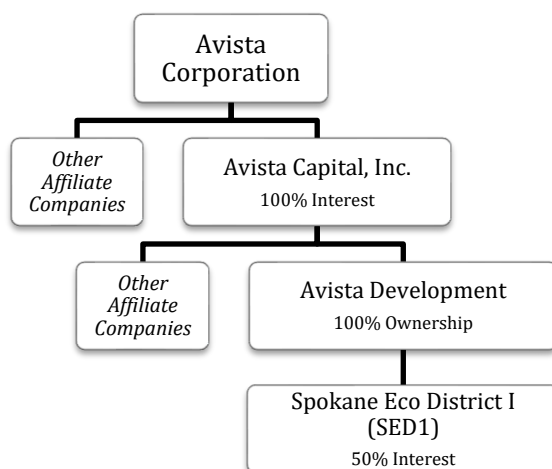 Avista
Corporation
Other
Affiliate
Companies
Avista Capital, Inc.
100% Interest
Other
Affiliate
Companies
Avista Development
100% Ownership
Spokane Eco District I
(SED1)
50% Interest